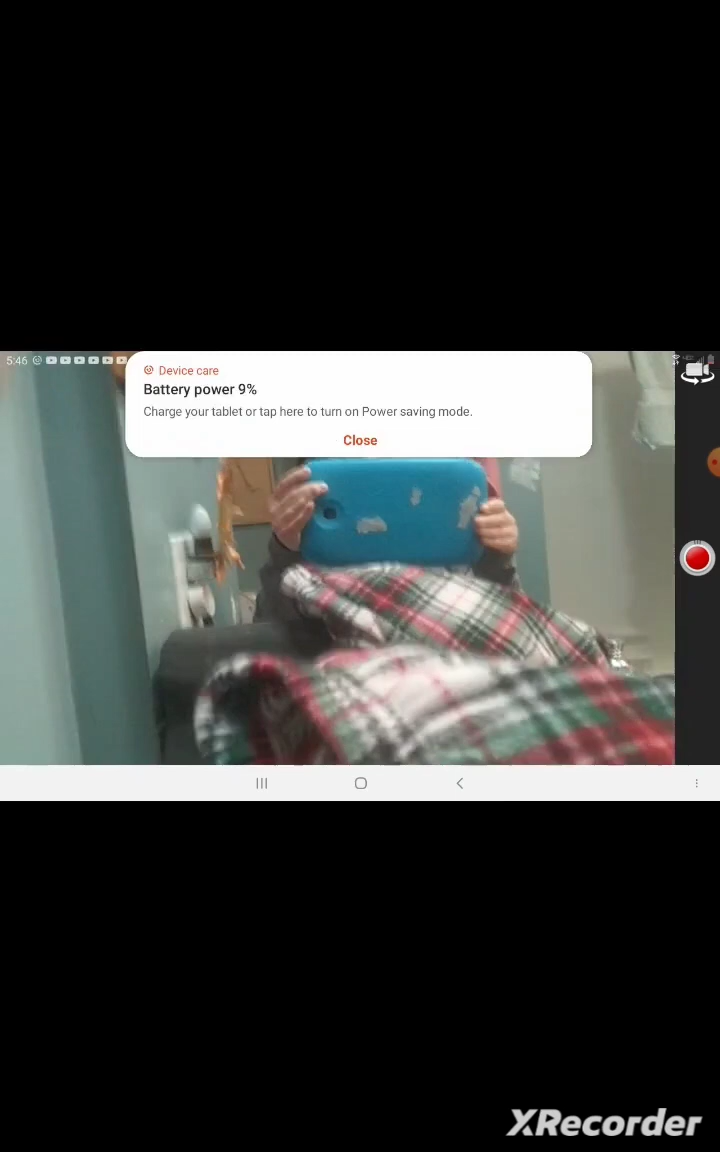 5:46
Device care
Battery power 9%
Charge your tablet or tap here to turn on Power saving mode.
Close
XRecorder